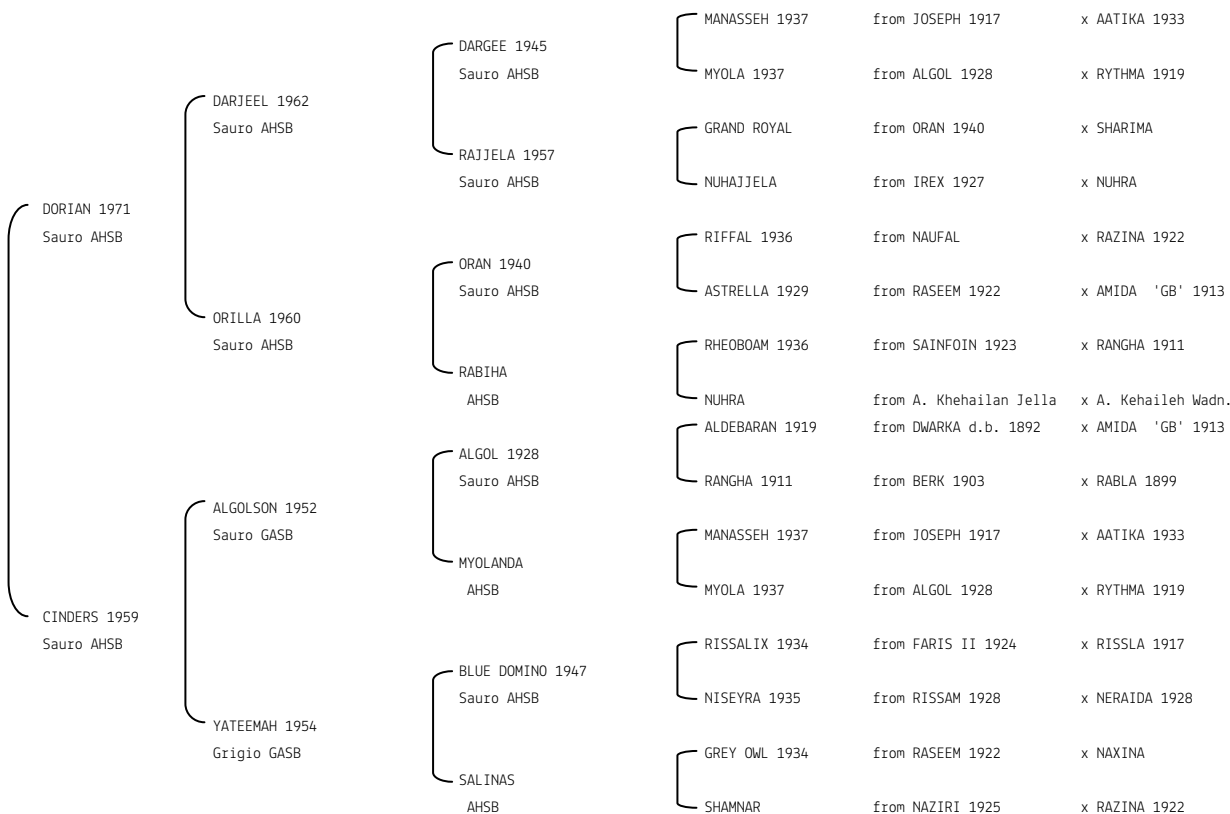 MANASSEH 1937 from JOSEPH 1917 x AATIKA 1933
DARGEE 1945
Sauro AHSB MYOLA 1937 from ALGOL 1928 x RYTHMA 1919
DARJEEL 1962
Sauro AHSB GRAND ROYAL from ORAN 1940 x SHARIMA
RAJJELA 1957
Sauro AHSB NUHAJJELA from IREX 1927 x NUHRA
DORIAN 1971
Sauro AHSB RIFFAL 1936 from NAUFAL x RAZINA 1922
ORAN 1940
Sauro AHSB ASTRELLA 1929 from RASEEM 1922 x AMIDA 'GB' 1913
ORILLA 1960
Sauro AHSB RHEOBOAM 1936 from SAINFOIN 1923 x RANGHA 1911
RABIHA
AHSB NUHRA from A. Khehailan Jella x A. Kehaileh Wadn.
ALDEBARAN 1919 from DWARKA d.b. 1892 x AMIDA 'GB' 1913
ALGOL 1928
Sauro AHSB RANGHA 1911 from BERK 1903 x RABLA 1899
ALGOLSON 1952
Sauro GASB MANASSEH 1937 from JOSEPH 1917 x AATIKA 1933
MYOLANDA
AHSB MYOLA 1937 from ALGOL 1928 x RYTHMA 1919
CINDERS 1959
Sauro AHSB RISSALIX 1934 from FARIS II 1924 x RISSLA 1917
BLUE DOMINO 1947
Sauro AHSB NISEYRA 1935 from RISSAM 1928 x NERAIDA 1928
YATEEMAH 1954
Grigio GASB GREY OWL 1934 from RASEEM 1922 x NAXINA
SALINAS
AHSB SHAMNAR from NAZIRI 1925 x RAZINA 1922